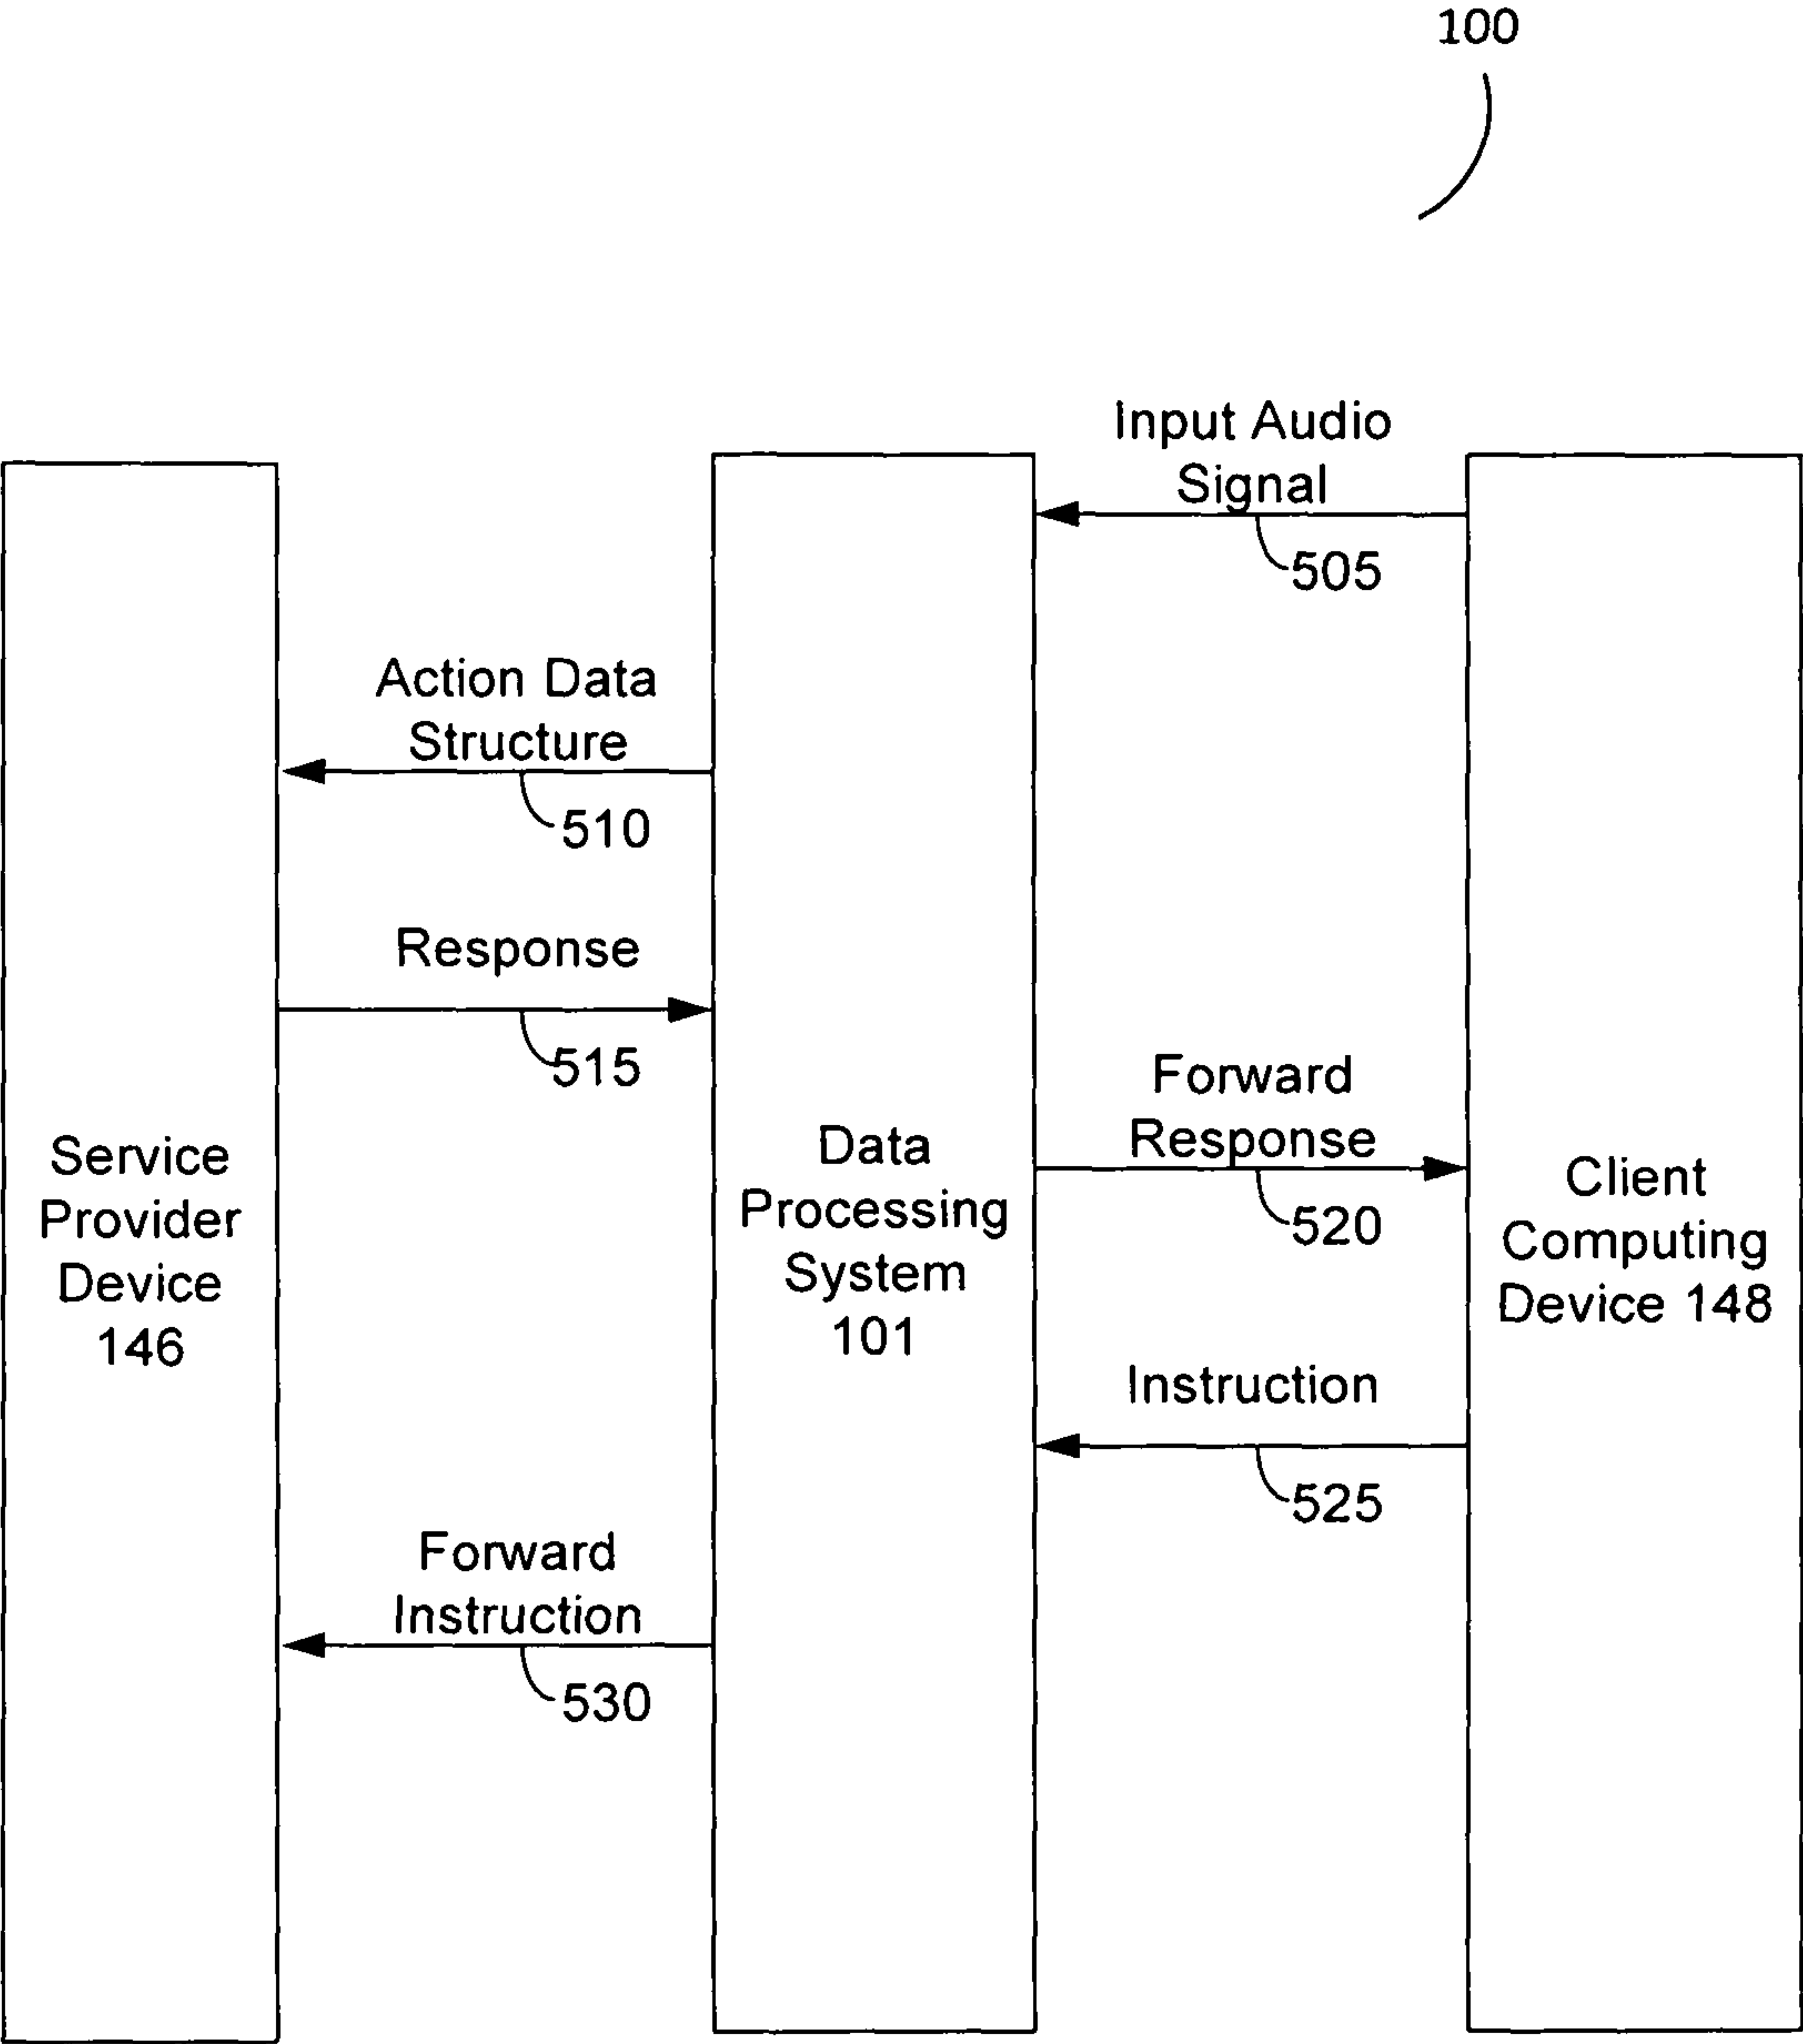 100
Input Audio
Signal
505
Action Data
Structure
510
Response
515
Forward
Response
520
Service
Provider
Device
146
Data
Processing
System
101
Client
Computing
Device 148
Instruction
525
Forward
Instruction
530